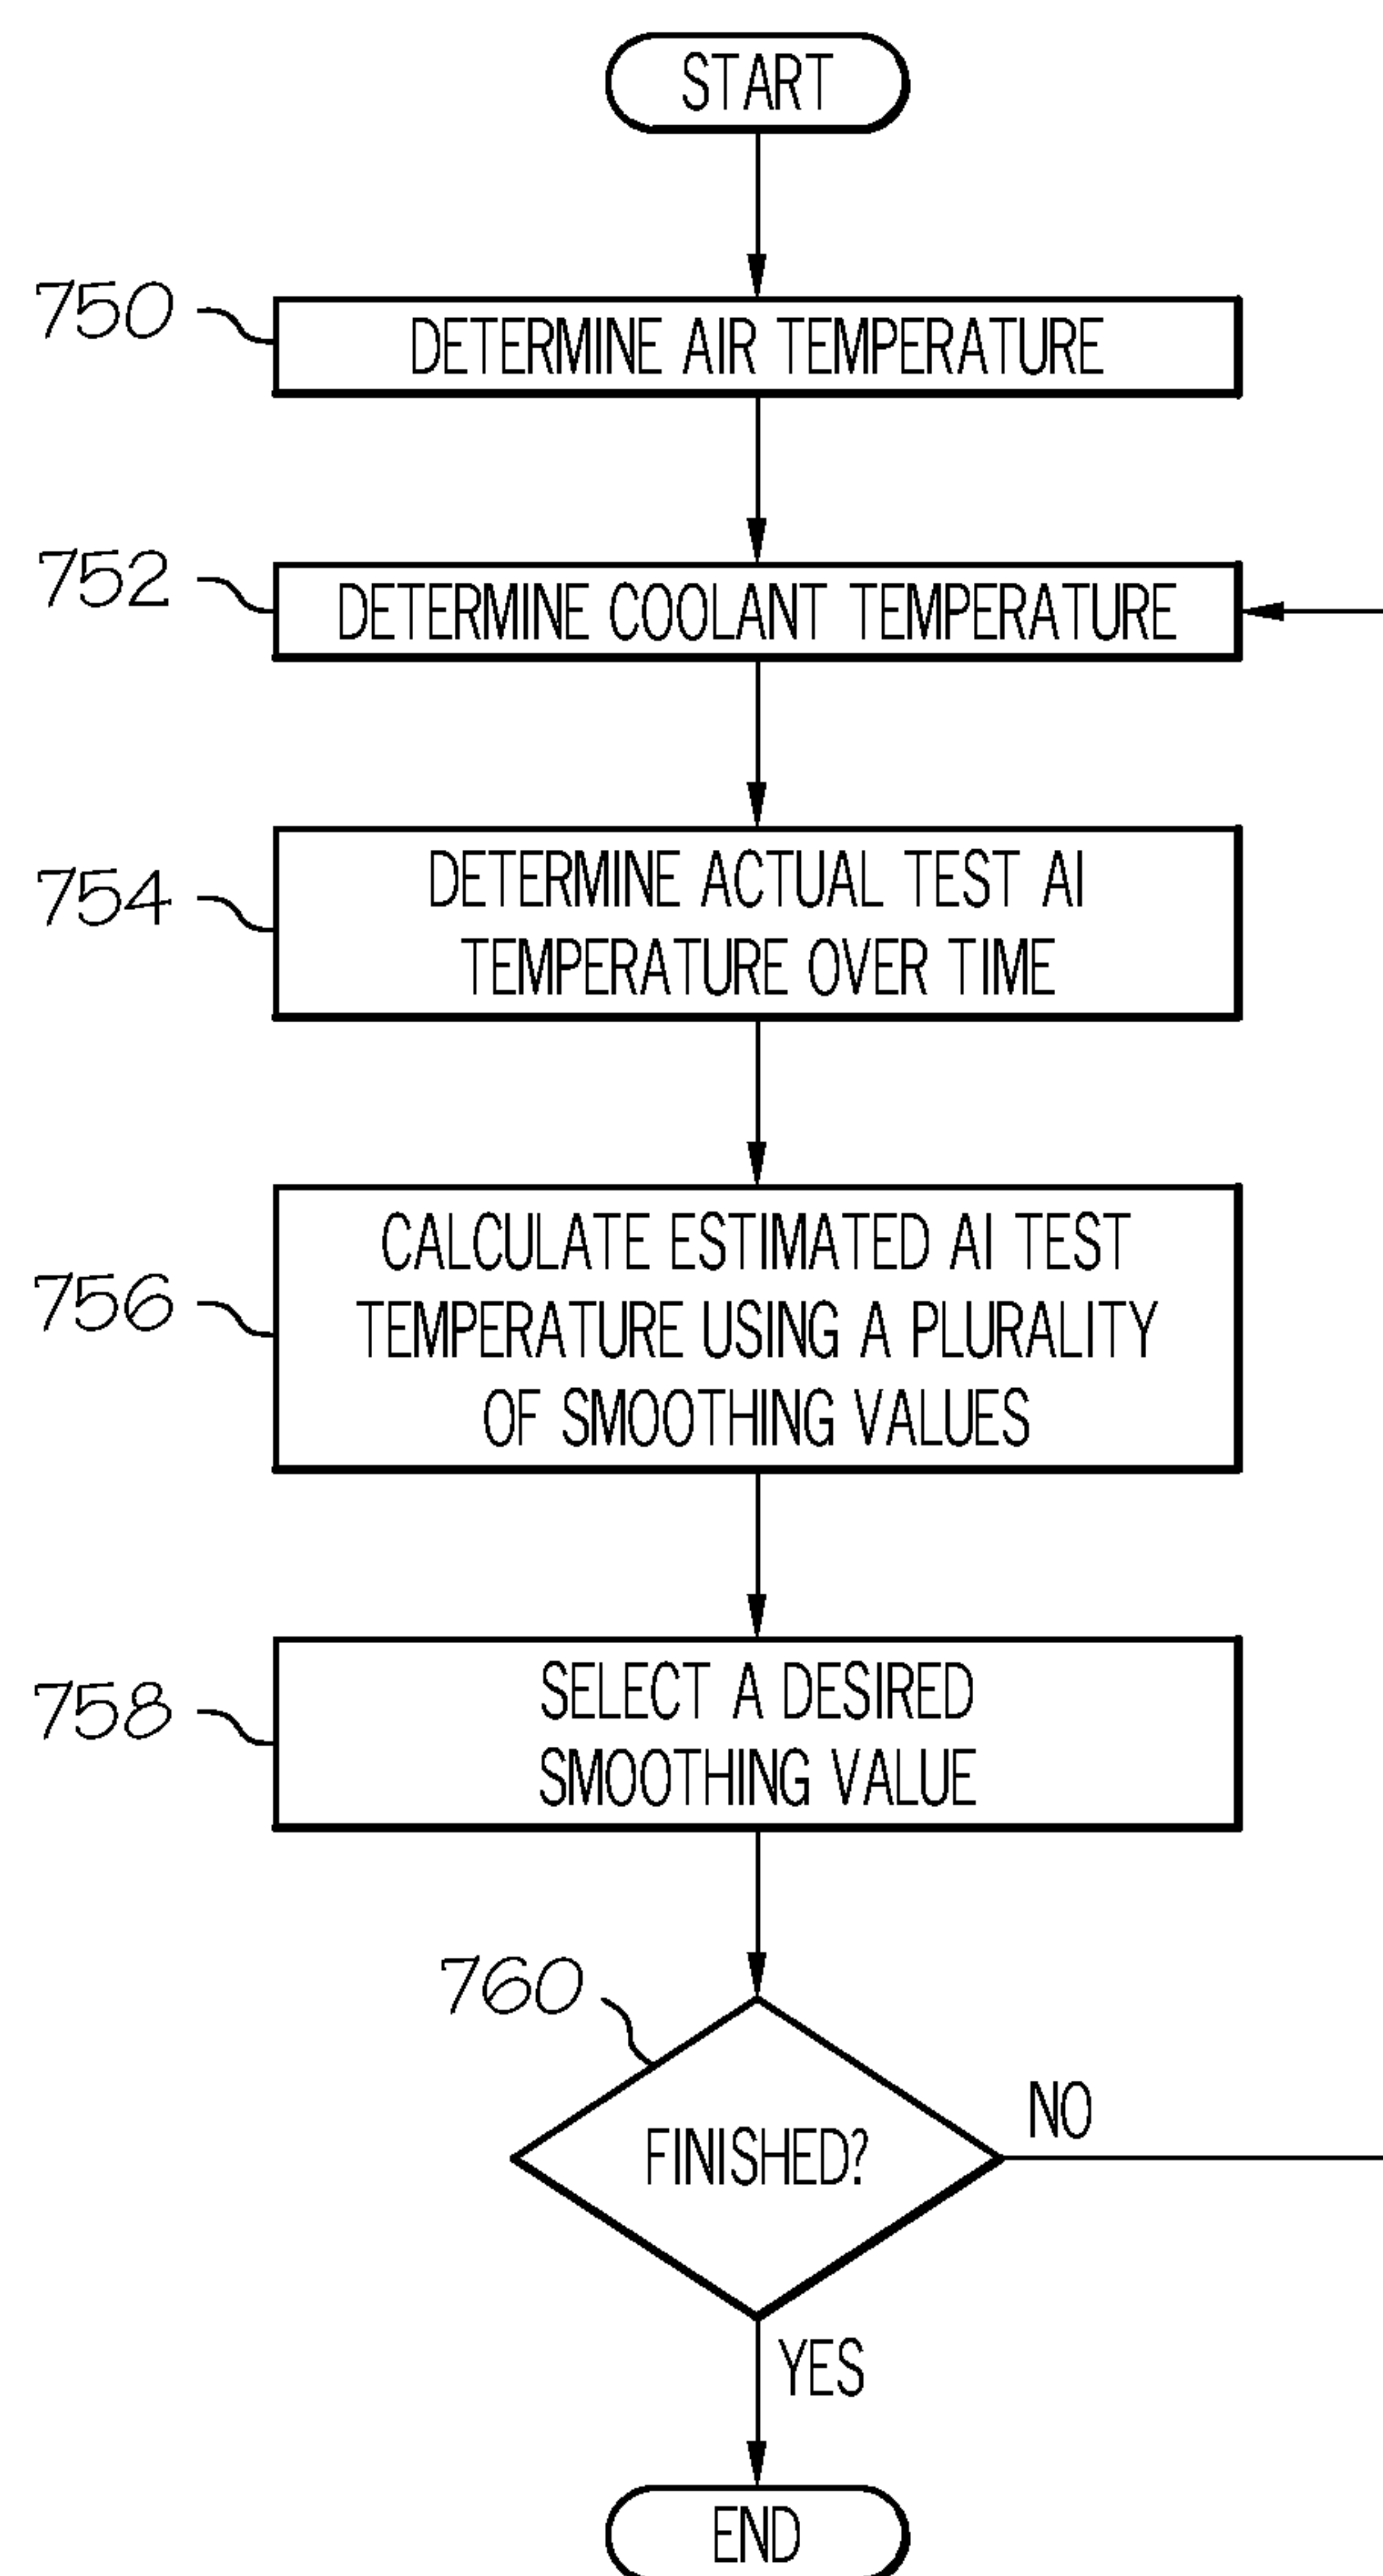 START
750
DETERMINE AIR TEMPERATURE
752
DETERMINE COOLANT TEMPERATURE
754
DETERMINE ACTUAL TEST AI
TEMPERATURE OVER TIME
756
CALCULATE ESTIMATED AI TEST
TEMPERATURE USING A PLURALITY
OF SMOOTHING VALUES
758
SELECT A DESIRED
SMOOTHING VALUE
760
FINISHED?
NO
YES
END